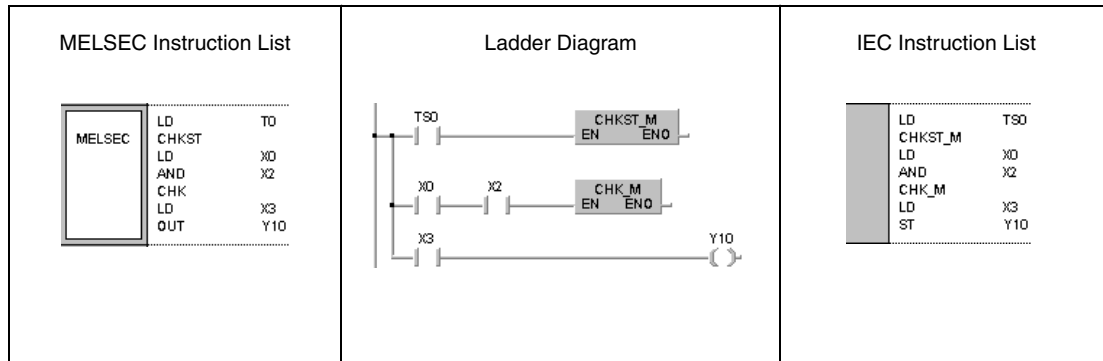 MELSEC Instruction List
MELSEC
LD T0
CHKST
LD X0
AND X2
CHK
LD X3
OUT Y10
Ladder Diagram
TS0
CHKST_M
EN ENO
X0 X2
CHK_M
EN ENO
X3 Y10
IEC Instruction List
LD TS0
CHKST_M
LD X0
AND X2
CHK_M
LD X3
ST Y10